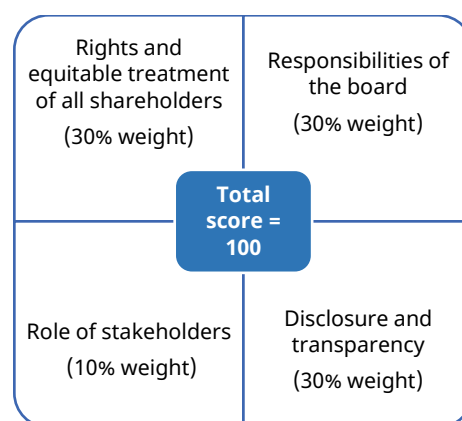 Rights and
equitable treatment
of all shareholders
(30% weight)
Responsibilities of
the board
(30% weight)
Total
score =
100
Role of stakeholders
(10% weight)
Disclosure and
transparency
(30% weight)